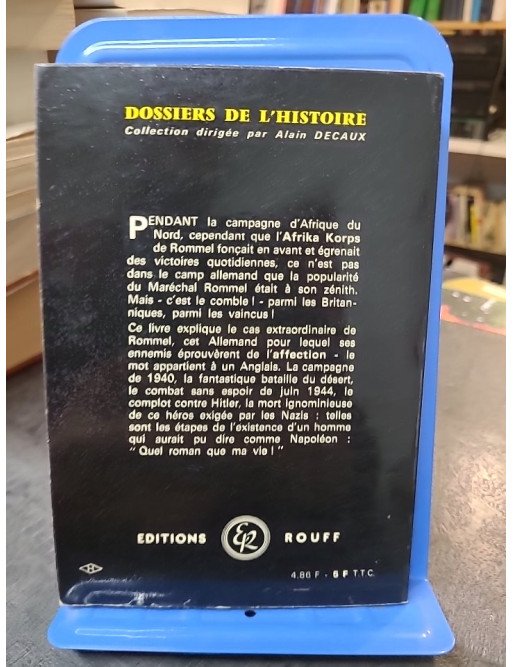 DOSSIERS DE L'HISTOIRE
Collection dirigée par Alain DECAUX
PENDANT la campagne d'Afrique du
Nord, cependant que l'Afrika Korps
de Rommel fonçait en avant et égrenait
des victoires quotidiennes, ce n'est pas
dans le camp allemand que la popularité
du Maréchal Rommel était à son zénith.
Mais - c'est le comble ! - parmi les Britan-
niques, parmi les vaincus !
Ce livre explique le cas extraordinaire de
Rommel, cet Allemand pour lequel ses
ennemis éprouvèrent de l'affection - le
mot appartient à un Anglais. La campagne
de 1940, la fantastique bataille du désert,
le combat sans espoir de juin 1944, le
complot contre Hitler, la mort ignominieuse
de ce héros exigée par les Nazis : telles
sont les étapes de l'existence d'un homme
qui aurait pu dire comme Napoléon :
" Quel roman que ma vie ! "
EDITIONS ER ROUFF
4.86 F - 5 F T.T.C.